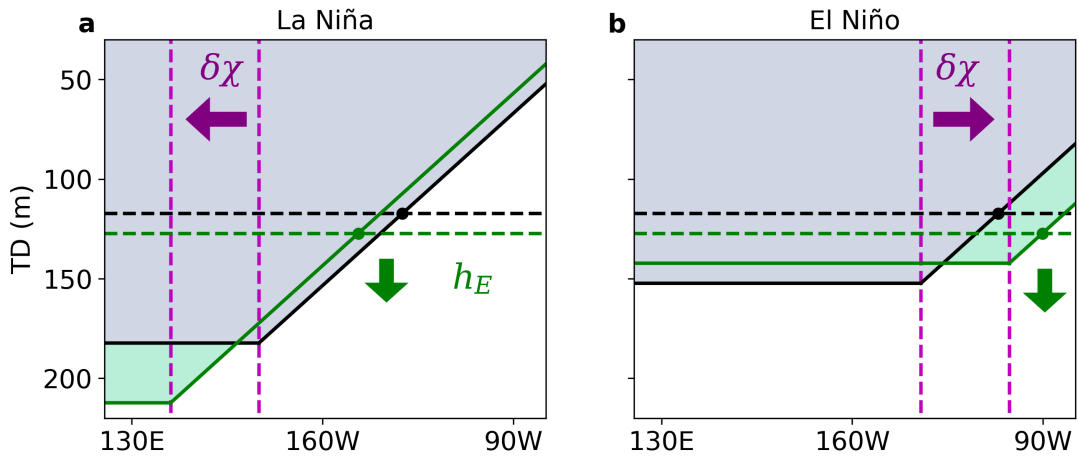 a La Niña
b El Niño
δχ
δχ
TD (m)
50
100
150
200
h_E
130E 160W 90W
130E 160W 90W